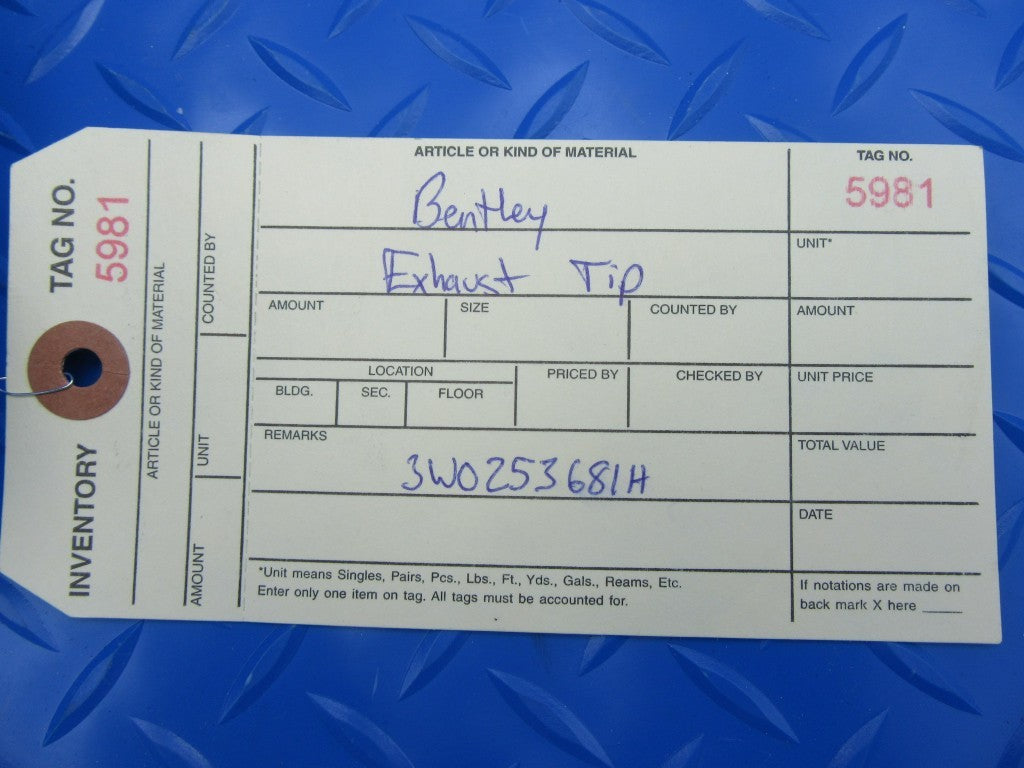 TAG NO.
5981
INVENTORY
ARTICLE OR KIND OF MATERIAL
COUNTED BY
UNIT
AMOUNT
ARTICLE OR KIND OF MATERIAL
Bentley
Exhaust Tip
TAG NO.
5981
UNIT*
AMOUNT
SIZE
COUNTED BY
AMOUNT
LOCATION
BLDG.
SEC.
FLOOR
PRICED BY
CHECKED BY
UNIT PRICE
REMARKS
3W0253681H
TOTAL VALUE
DATE
*Unit means Singles, Pairs, Pcs., Lbs., Ft., Yds., Gals., Reams, Etc.
Enter only one item on tag. All tags must be accounted for.
If notations are made on
back mark X here ____